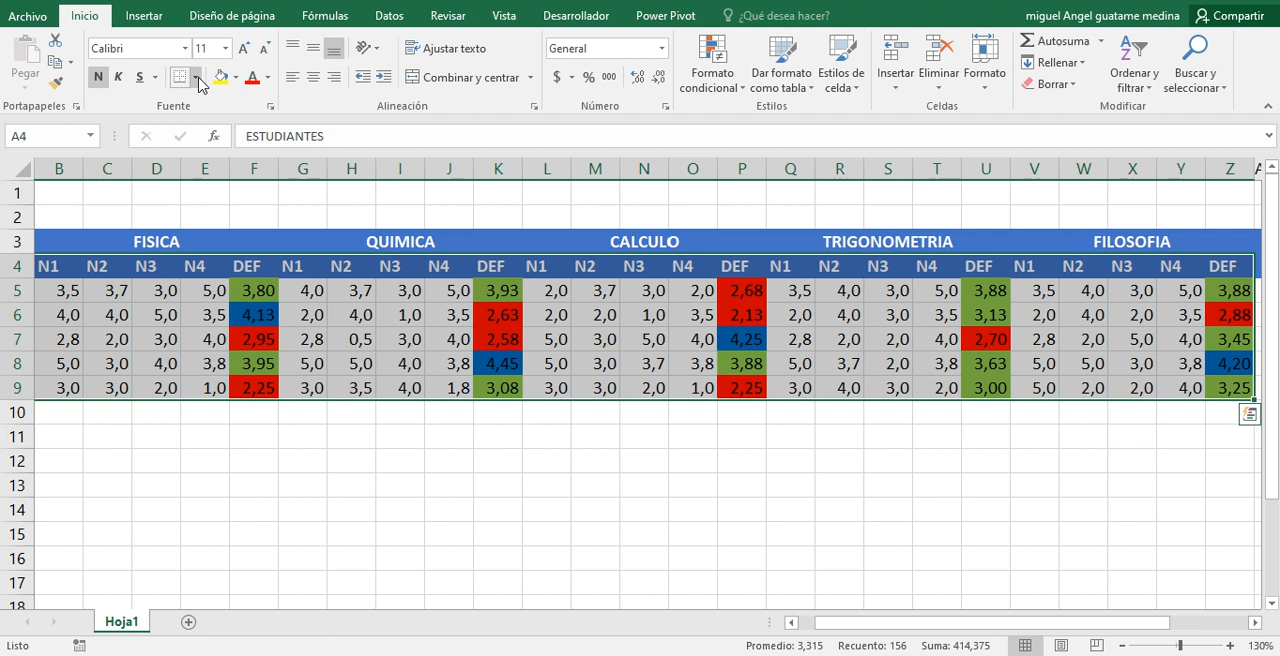 Archivo Inicio Insertar Diseño de página Fórmulas Datos Revisar Vista Desarrollador Power Pivot ¿Qué desea hacer? miguel Angel guatame medina Compartir
Pegar
Portapapeles
Calibri 11
N K S A
Fuente
Ajustar texto
Combinar y centrar
Alineación
General
$ % 000
Número
Formato condicional
Dar formato como tabla
Estilos de celda
Estilos
Insertar Eliminar Formato
Celdas
Autosuma
Rellenar
Borrar
Ordenar y filtrar
Buscar y seleccionar
Modificar
A4 fx ESTUDIANTES
B C D E F G H I J K L M N O P Q R S T U V W X Y Z
1
2
3 FISICA QUIMICA CALCULO TRIGONOMETRIA FILOSOFIA
4 N1 N2 N3 N4 DEF N1 N2 N3 N4 DEF N1 N2 N3 N4 DEF N1 N2 N3 N4 DEF N1 N2 N3 N4 DEF
5 3,5 3,7 3,0 5,0 3,80 4,0 3,7 3,0 5,0 3,93 2,0 3,7 3,0 2,0 2,68 3,5 4,0 3,0 5,0 3,88 3,5 4,0 3,0 5,0 3,88
6 4,0 4,0 5,0 3,5 4,13 2,0 4,0 1,0 3,5 2,63 2,0 2,0 1,0 3,5 2,13 2,0 4,0 3,0 3,5 3,13 2,0 4,0 2,0 3,5 2,88
7 2,8 2,0 3,0 4,0 2,95 2,8 0,5 3,0 4,0 2,58 5,0 3,0 5,0 4,0 4,25 2,8 2,0 2,0 4,0 2,70 2,8 2,0 5,0 4,0 3,45
8 5,0 3,0 4,0 3,8 3,95 5,0 5,0 4,0 3,8 4,45 5,0 3,0 3,7 3,8 3,88 5,0 3,7 2,0 3,8 3,63 5,0 5,0 3,0 3,8 4,20
9 3,0 3,0 2,0 1,0 2,25 3,0 3,5 4,0 1,8 3,08 3,0 3,0 2,0 1,0 2,25 3,0 4,0 3,0 2,0 3,00 5,0 2,0 2,0 4,0 3,25
10
11
12
13
14
15
16
17
18
Hoja1
Listo Promedio: 3,315 Recuento: 156 Suma: 414,375 130%